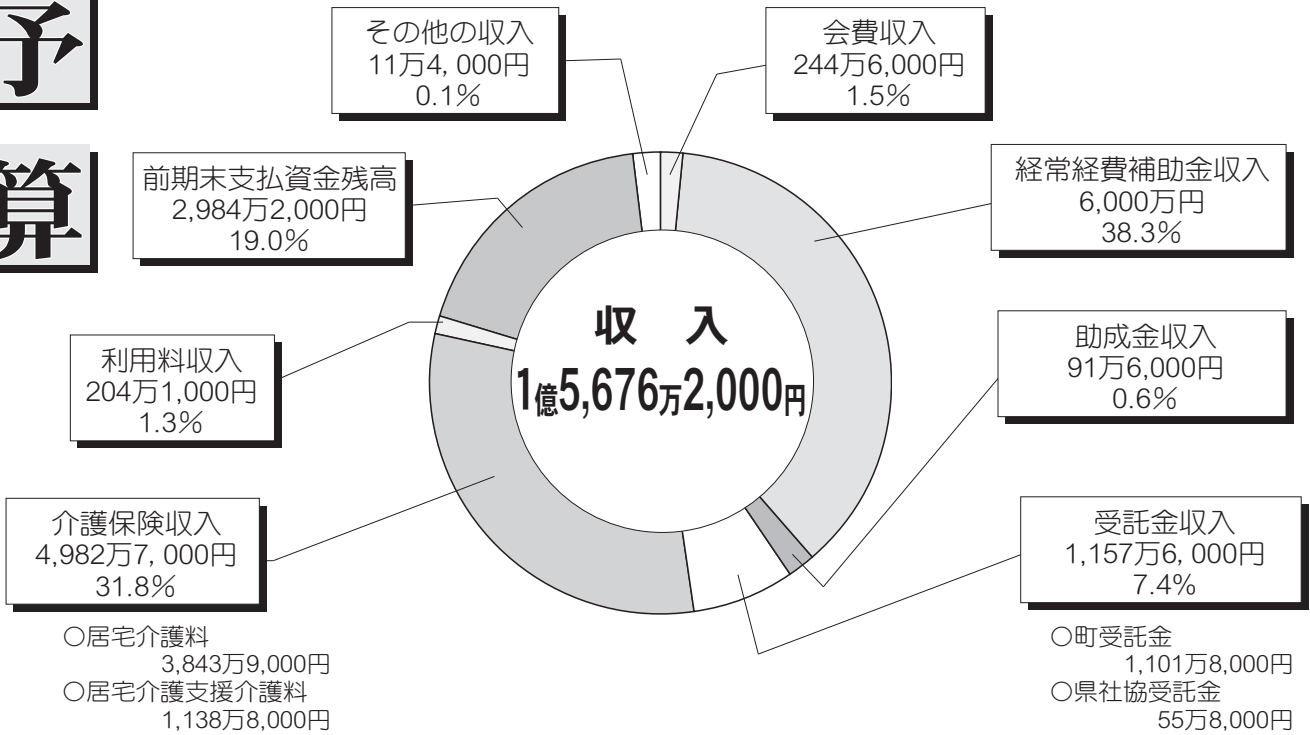 予
算
その他の収入
11万4,000円
0.1%
会費収入
244万6,000円
1.5%
前期末支払資金残高
2,984万2,000円
19.0%
経常経費補助金収入
6,000万円
38.3%
収 入
1億5,676万2,000円
利用料収入
204万1,000円
1.3%
助成金収入
91万6,000円
0.6%
介護保険収入
4,982万7,000円
31.8%
○居宅介護料
3,843万9,000円
○居宅介護支援介護料
1,138万8,000円
受託金収入
1,157万6,000円
7.4%
○町受託金
1,101万8,000円
○県社協受託金
55万8,000円